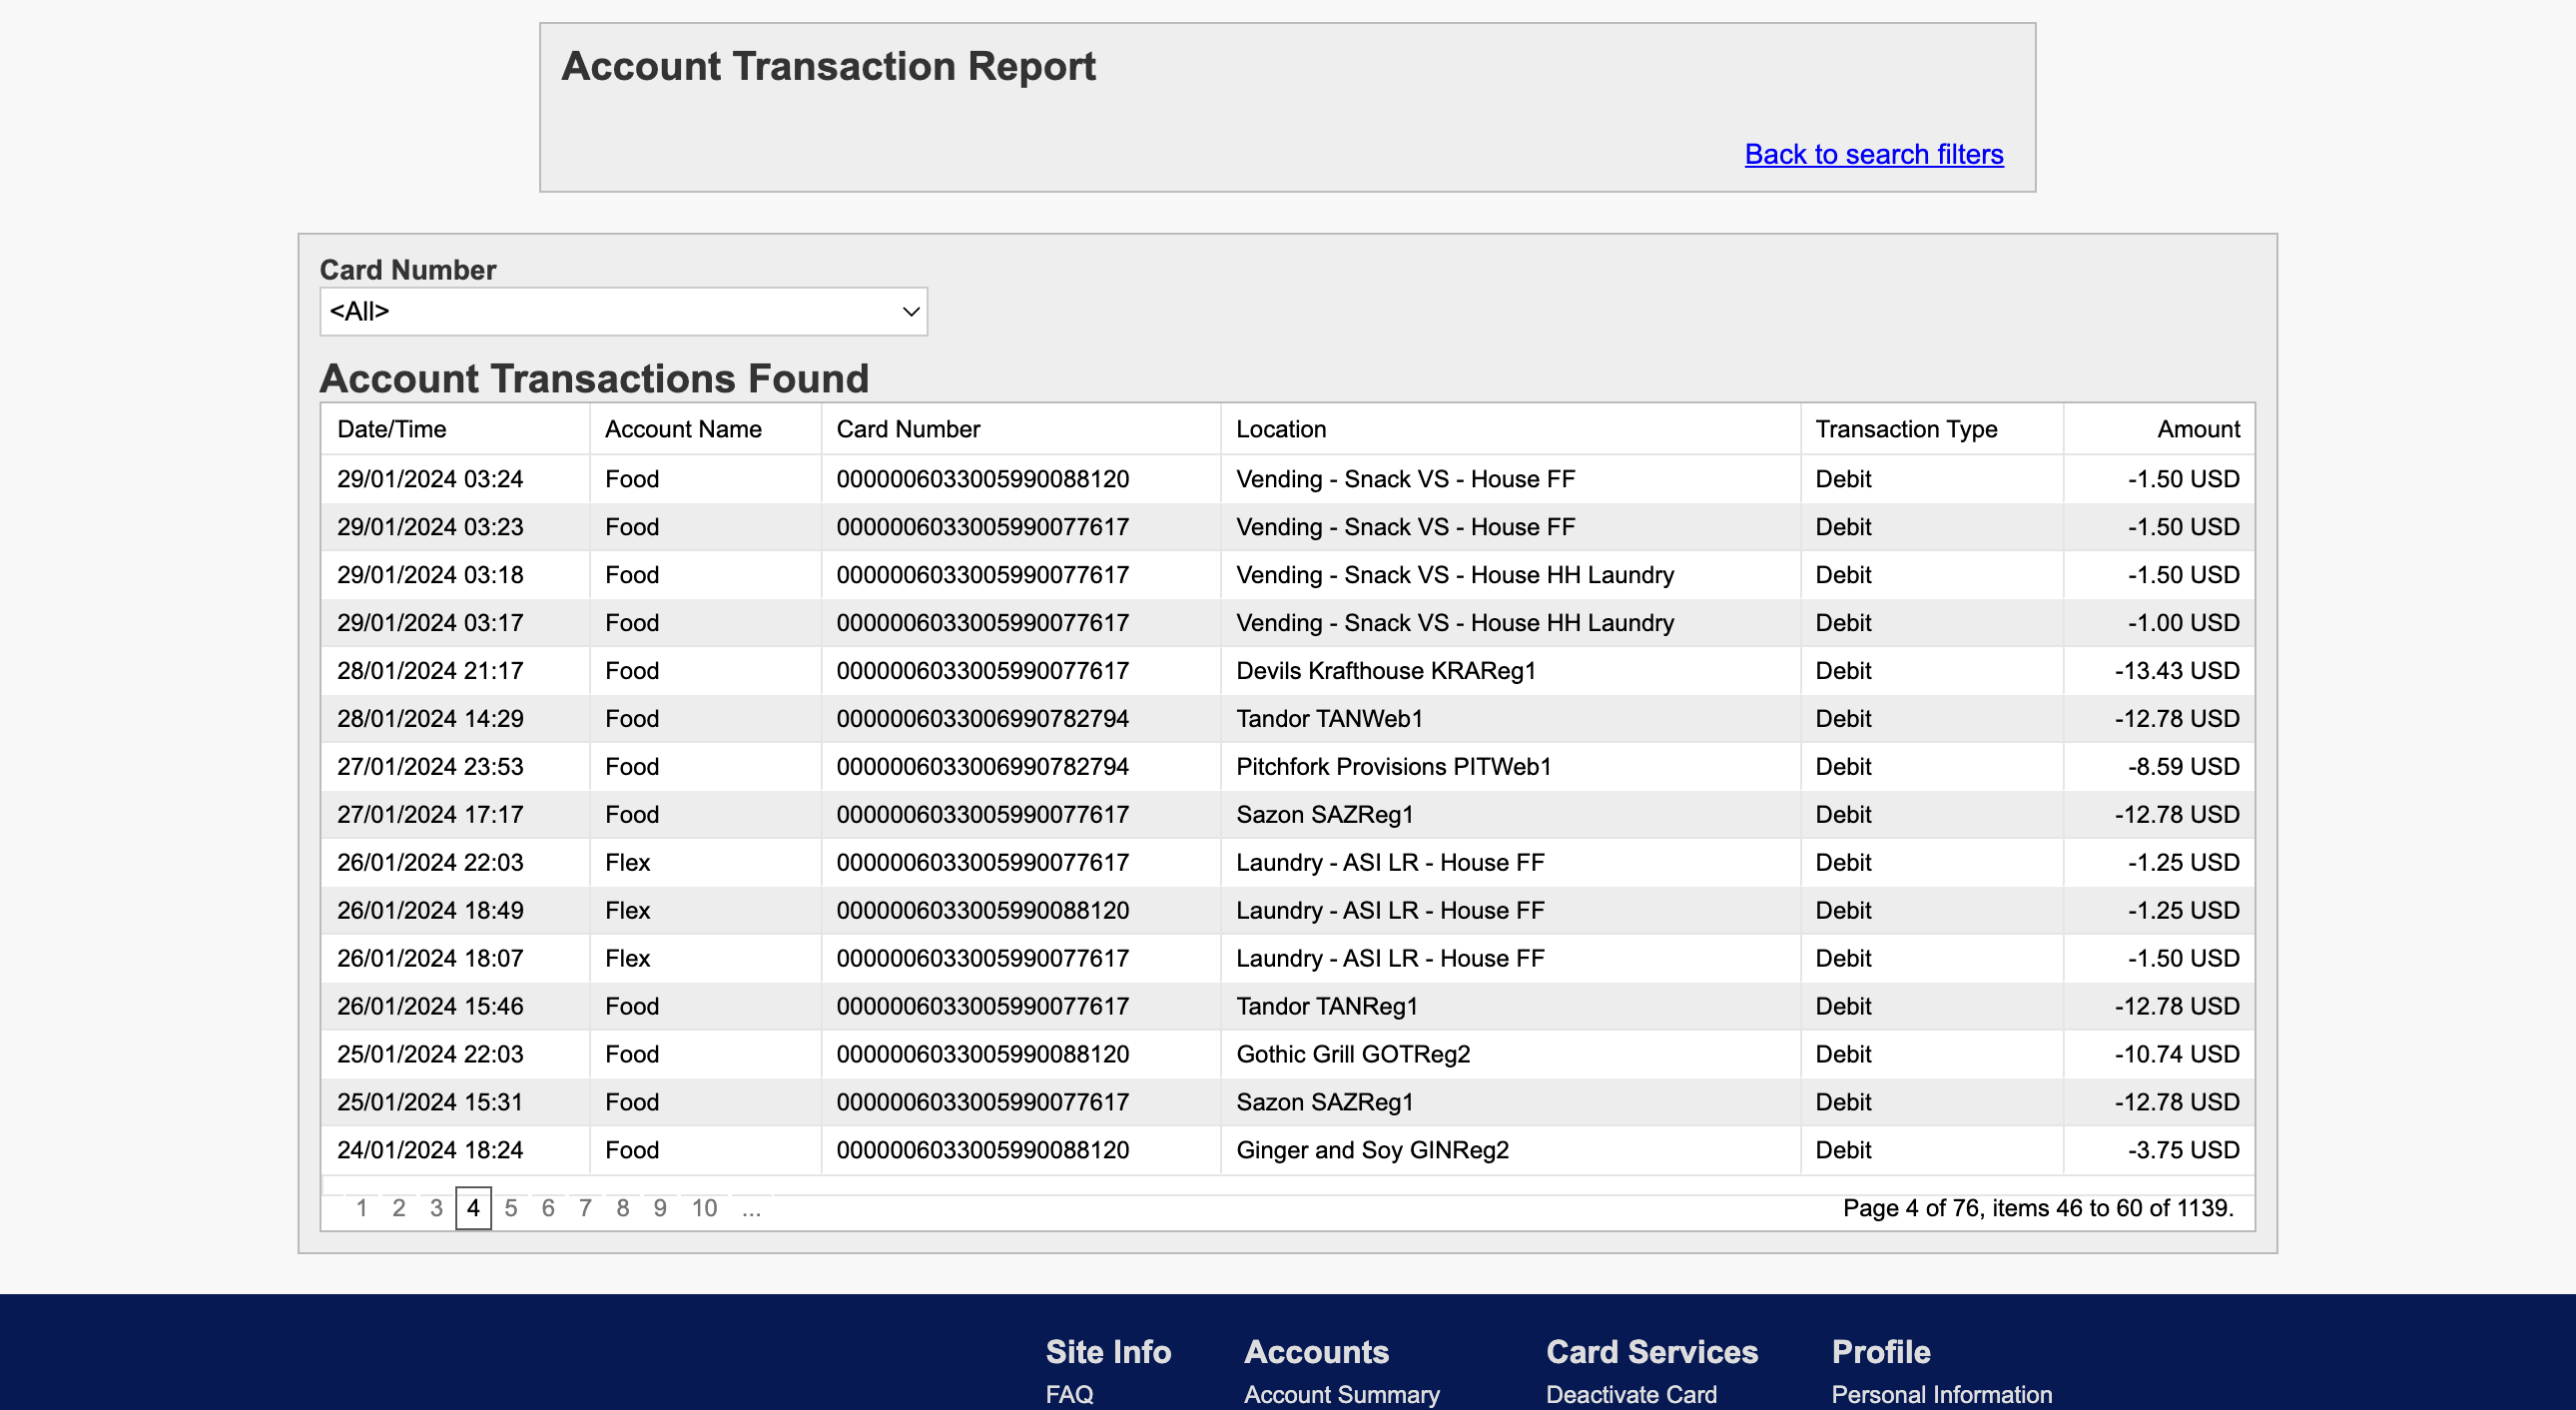 Account Transaction Report
Back to search filters
Card Number
<All>
Account Transactions Found
Date/Time Account Name Card Number Location Transaction Type Amount
29/01/2024 03:24 Food 0000006033005990088120 Vending - Snack VS - House FF Debit -1.50 USD
29/01/2024 03:23 Food 0000006033005990077617 Vending - Snack VS - House FF Debit -1.50 USD
29/01/2024 03:18 Food 0000006033005990077617 Vending - Snack VS - House HH Laundry Debit -1.50 USD
29/01/2024 03:17 Food 0000006033005990077617 Vending - Snack VS - House HH Laundry Debit -1.00 USD
28/01/2024 21:17 Food 0000006033005990077617 Devils Krafthouse KRAReg1 Debit -13.43 USD
28/01/2024 14:29 Food 0000006033006990782794 Tandor TANWeb1 Debit -12.78 USD
27/01/2024 23:53 Food 0000006033006990782794 Pitchfork Provisions PITWeb1 Debit -8.59 USD
27/01/2024 17:17 Food 0000006033005990077617 Sazon SAZReg1 Debit -12.78 USD
26/01/2024 22:03 Flex 0000006033005990077617 Laundry - ASI LR - House FF Debit -1.25 USD
26/01/2024 18:49 Flex 0000006033005990088120 Laundry - ASI LR - House FF Debit -1.25 USD
26/01/2024 18:07 Flex 0000006033005990077617 Laundry - ASI LR - House FF Debit -1.50 USD
26/01/2024 15:46 Food 0000006033005990077617 Tandor TANReg1 Debit -12.78 USD
25/01/2024 22:03 Food 0000006033005990088120 Gothic Grill GOTReg2 Debit -10.74 USD
25/01/2024 15:31 Food 0000006033005990077617 Sazon SAZReg1 Debit -12.78 USD
24/01/2024 18:24 Food 0000006033005990088120 Ginger and Soy GINReg2 Debit -3.75 USD
1 2 3 4 5 6 7 8 9 10 ... Page 4 of 76, items 46 to 60 of 1139.
Site Info Accounts Card Services Profile
FAQ Account Summary Deactivate Card Personal Information